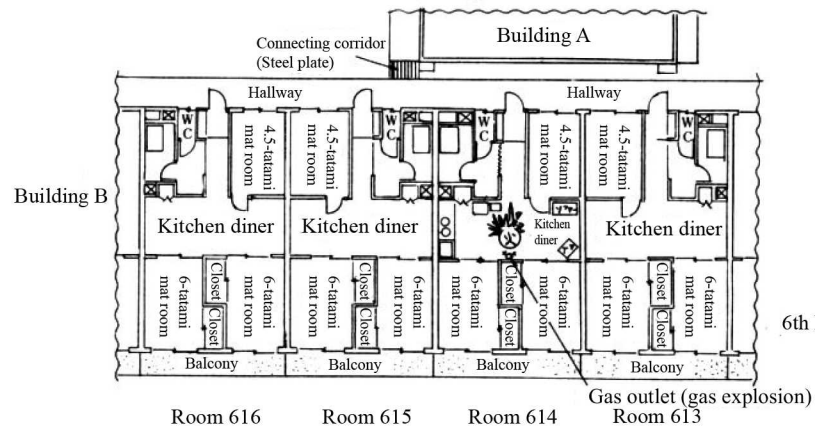 Building A
Connecting corridor
(Steel plate)
Hallway
Hallway
WC
4.5-tatami
mat room
4.5-tatami
mat room
WC
WC
4.5-tatami
mat room
4.5-tatami
mat room
WC
Building B
Kitchen diner
Kitchen diner
Kitchen
diner
Kitchen diner
6-tatami
mat room
Closet
Closet
6-tatami
mat room
6-tatami
mat room
Closet
Closet
6-tatami
mat room
6-tatami
mat room
Closet
Closet
6-tatami
mat room
6-tatami
mat room
Closet
Closet
6-tatami
mat room
6th
Balcony
Balcony
Balcony
Balcony
Gas outlet (gas explosion)
Room 616
Room 615
Room 614
Room 613